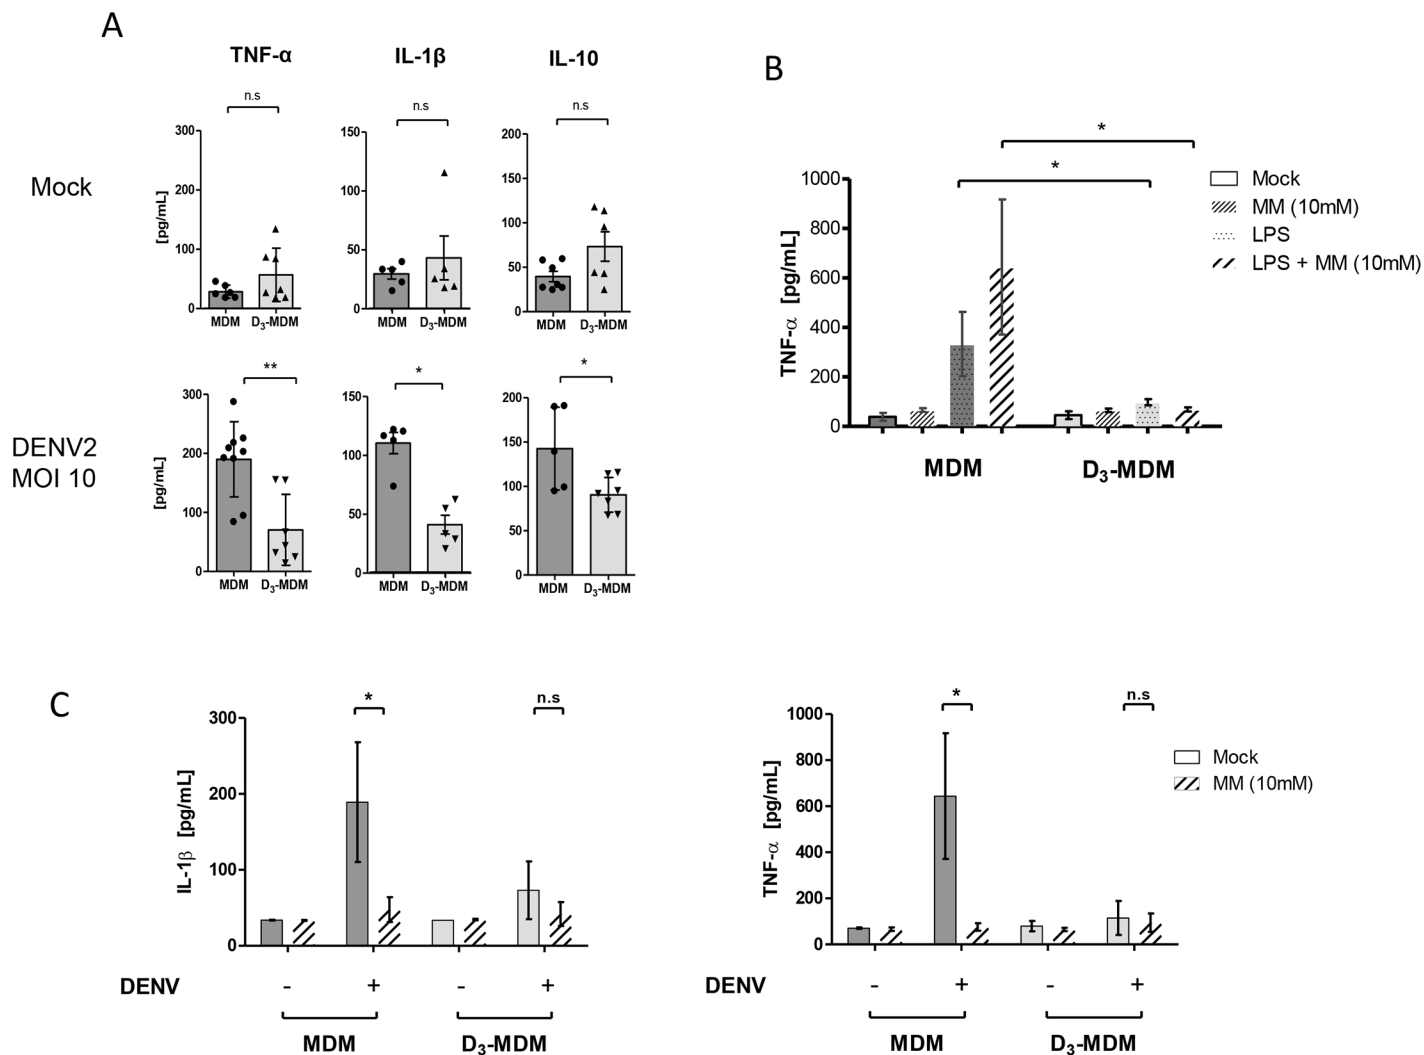 A
TNF-α
IL-1β
IL-10
n.s
n.s
n.s
Mock
[pg/mL]
300
200
100
0
MDM
D₃-MDM
150
100
50
0
MDM
D₃-MDM
200
150
100
50
0
MDM
D₃-MDM
**
*
*
DENV2
MOI 10
[pg/mL]
300
200
100
0
MDM
D₃-MDM
150
100
50
0
MDM
D₃-MDM
200
150
100
50
0
MDM
D₃-MDM
B
*
*
TNF-α [pg/mL]
1000
800
600
400
200
0
MDM
D₃-MDM
Mock
MM (10mM)
LPS
LPS + MM (10mM)
C
*
n.s
IL-1β [pg/mL]
300
200
100
0
DENV
-
+
-
+
MDM
D₃-MDM
*
n.s
TNF-α [pg/mL]
1000
800
600
400
200
0
DENV
-
+
-
+
MDM
D₃-MDM
Mock
MM (10mM)